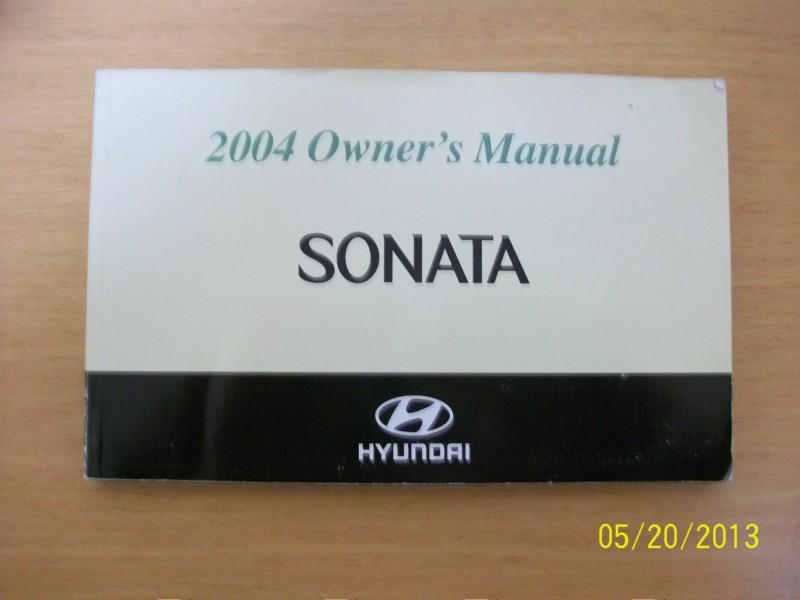 2004 Owner's Manual
SONATA
HYUNDAI
05/20/2013